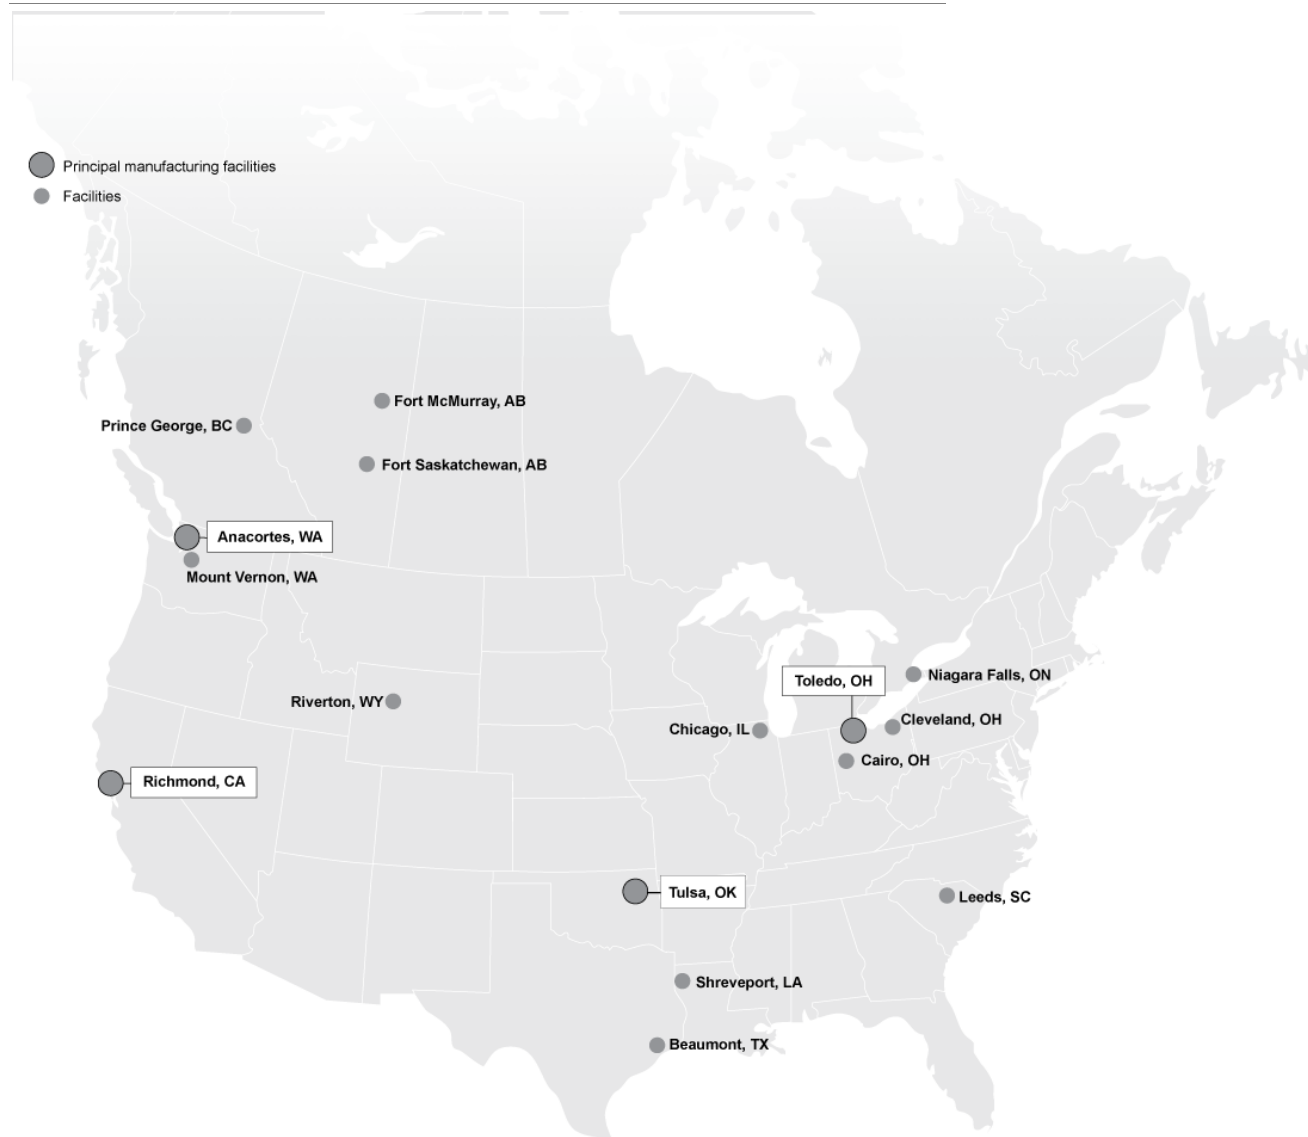 Principal manufacturing facilities
Facilities
Fort McMurray, AB
Prince George, BC
Fort Saskatchewan, AB
Anacortes, WA
Mount Vernon, WA
Niagara Falls, ON
Toledo, OH
Riverton, WY
Cleveland, OH
Chicago, IL
Cairo, OH
Richmond, CA
Tulsa, OK
Leeds, SC
Shreveport, LA
Beaumont, TX